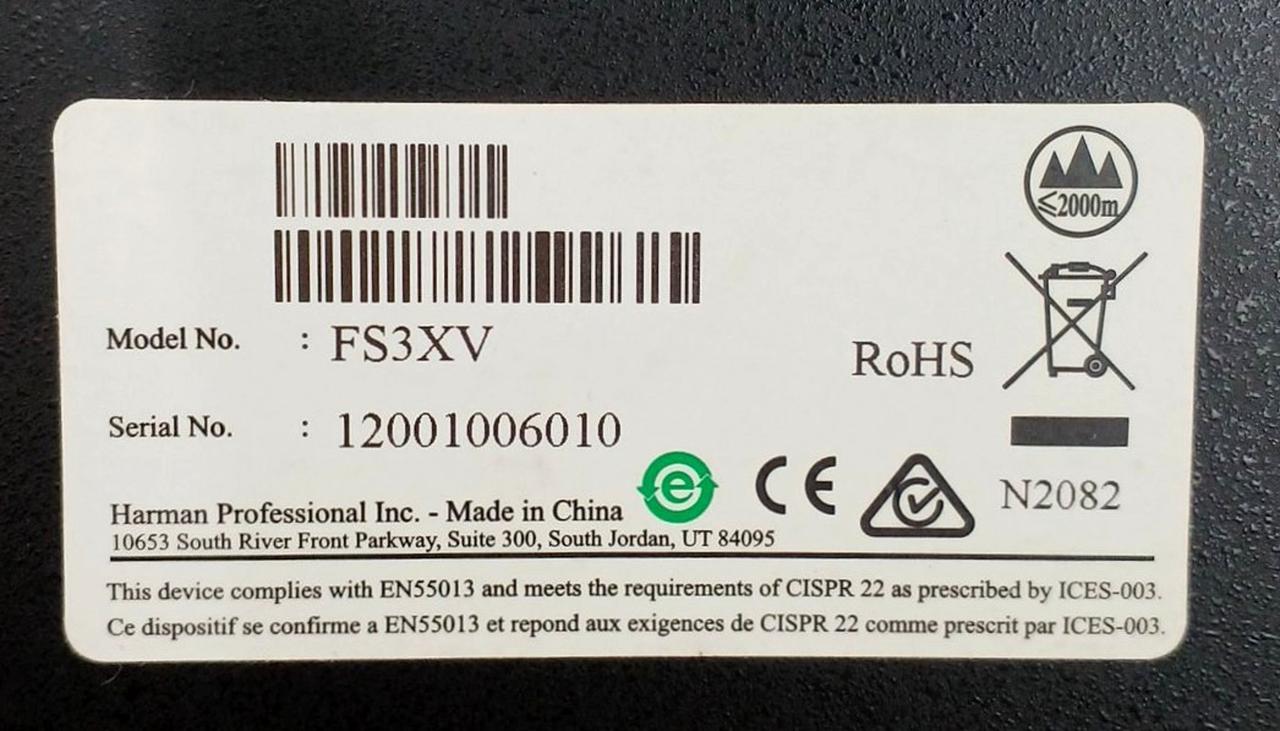 ≤2000m
Model No. : FS3XV
RoHS
Serial No. : 12001006010
Harman Professional Inc. - Made in China
e
CE
N2082
10653 South River Front Parkway, Suite 300, South Jordan, UT 84095
This device complies with EN55013 and meets the requirements of CISPR 22 as prescribed by ICES-003.
Ce dispositif se confirme a EN55013 et repond aux exigences de CISPR 22 comme prescrit par ICES-003.